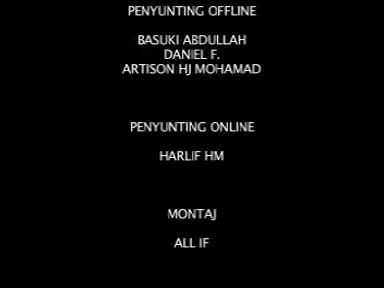 PENYUNTING OFFLINE
BASUKI ABDULLAH
DANIEL F.
ARTISON HJ MOHAMAD
PENYUNTING ONLINE
HARLIF HM
MONTAJ
ALL IF